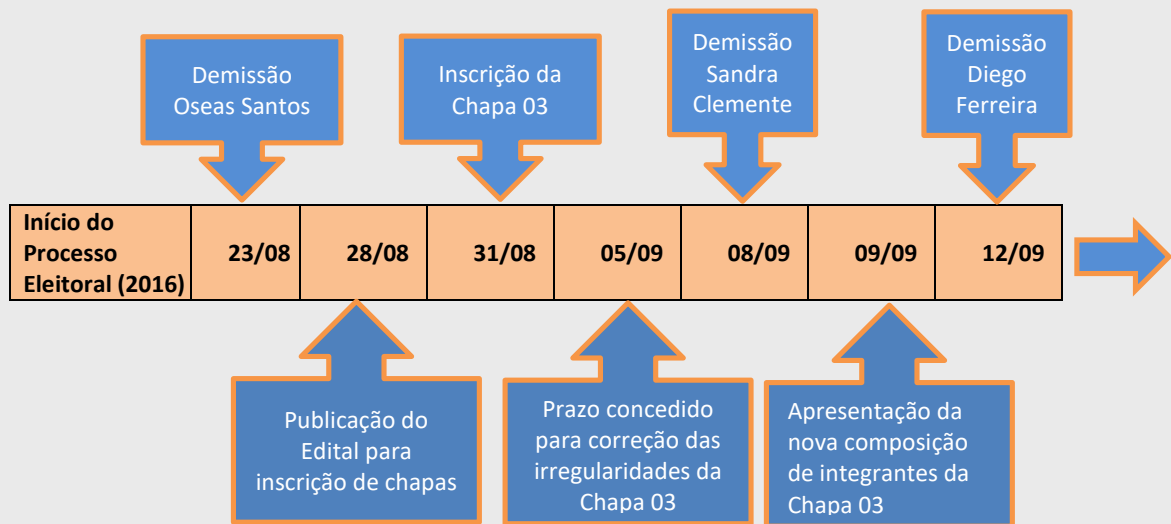 Demissão
Oseas Santos
Inscrição da
Chapa 03
Demissão
Sandra
Clemente
Demissão
Diego
Ferreira
Início do
Processo
Eleitoral (2016)
23/08
28/08
31/08
05/09
08/09
09/09
12/09
Publicação do
Edital para
inscrição de chapas
Prazo concedido
para correção das
irregularidades da
Chapa 03
Apresentação da
nova composição
de integrantes da
Chapa 03